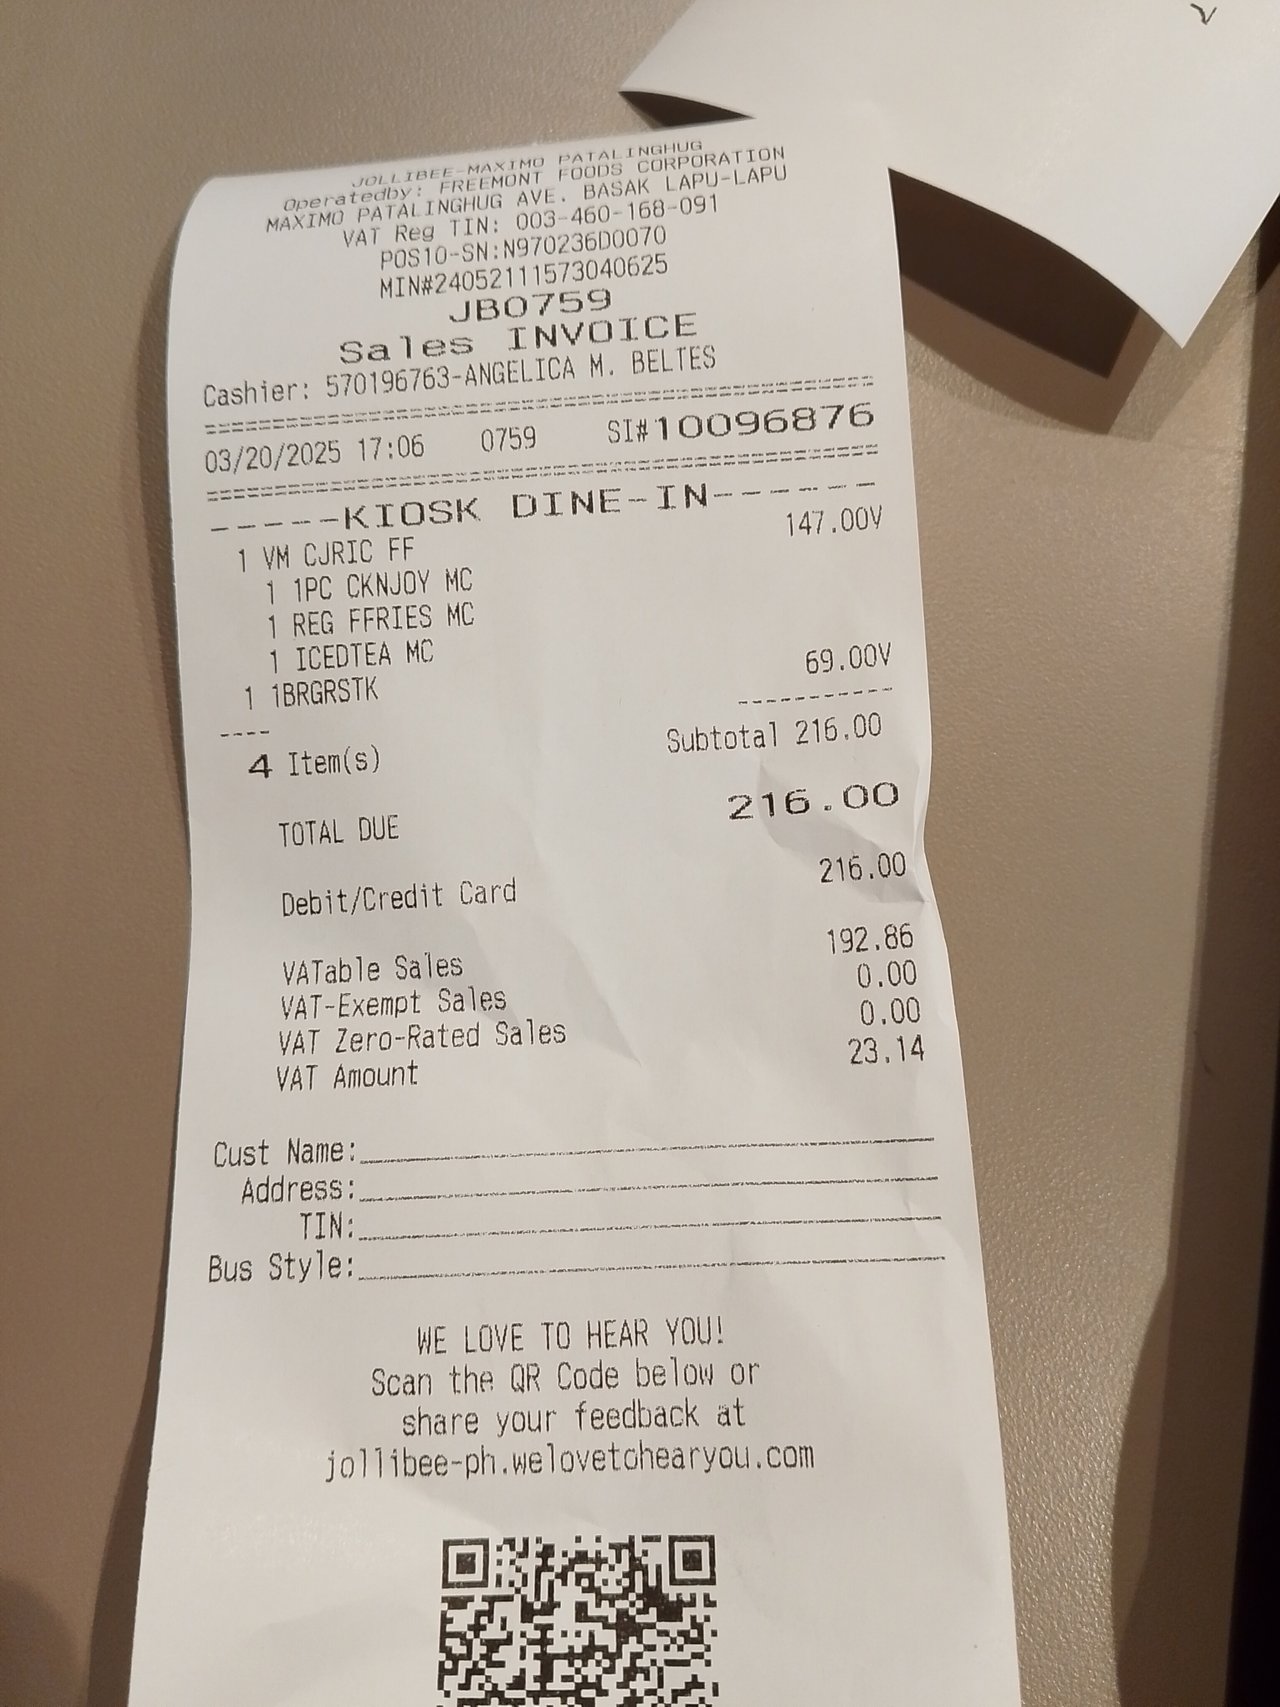 JOLLIBEE-MAXIMO PATALINGHUG
Operatedby: FREEMONT FOODS CORPORATION
MAXIMO PATALINGHUG AVE. BASAK LAPU-LAPU
VAT Reg TIN: 003-460-168-091
POS10-SN:N970236D0070
MIN#24052111573040625
JB0759
Sales INVOICE
Cashier: 570196763-ANGELICA M. BELTES
03/20/2025 17:06 0759 SI#10096876
-----KIOSK DINE-IN-----
1 VM CJRIC FF 147.00V
1 1PC CKNJOY MC
1 REG FFRIES MC
1 ICEDTEA MC
1 1BRGRSTK 69.00V
4 Item(s) Subtotal 216.00
TOTAL DUE 216.00
Debit/Credit Card 216.00
VATable Sales 192.86
VAT-Exempt Sales 0.00
VAT Zero-Rated Sales 0.00
VAT Amount 23.14
Cust Name:
Address:
TIN:
Bus Style:
WE LOVE TO HEAR YOU!
Scan the QR Code below or
share your feedback at
jollibee-ph.welovetohearyou.com